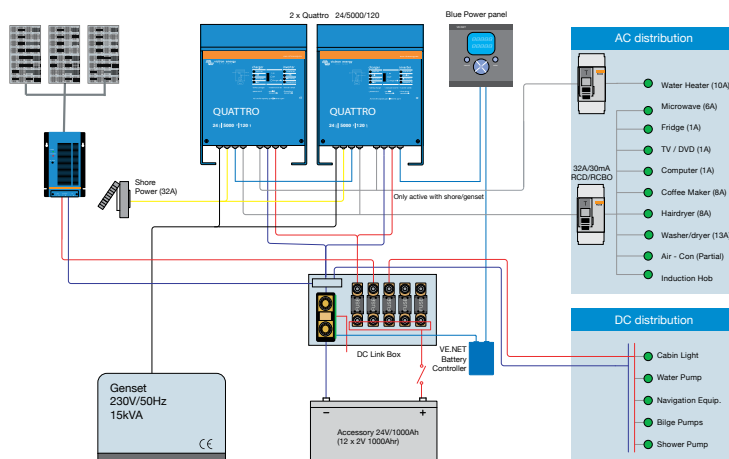 2 x Quattro 24/5000/120
Blue Power panel
AC distribution
QUATTRO
24 | 5000 - 120 |
QUATTRO
24 | 5000 - 120 |
Water Heater (10A)
Microwave (6A)
Fridge (1A)
TV / DVD (1A)
Computer (1A)
Coffee Maker (8A)
Hairdryer (8A)
Washer/dryer (13A)
Air - Con (Partial)
Induction Hob
32A/30mA
RCD/RCBO
Shore
Power (32A)
Only active with shore/genset
DC Link Box
VE.NET
Battery
Controller
DC distribution
Cabin Light
Water Pump
Navigation Equip.
Bilge Pumps
Shower Pump
Genset
230V/50Hz
15kVA
CE
– +
Accessory 24V/1000Ah
(12 x 2V 1000Ahr)